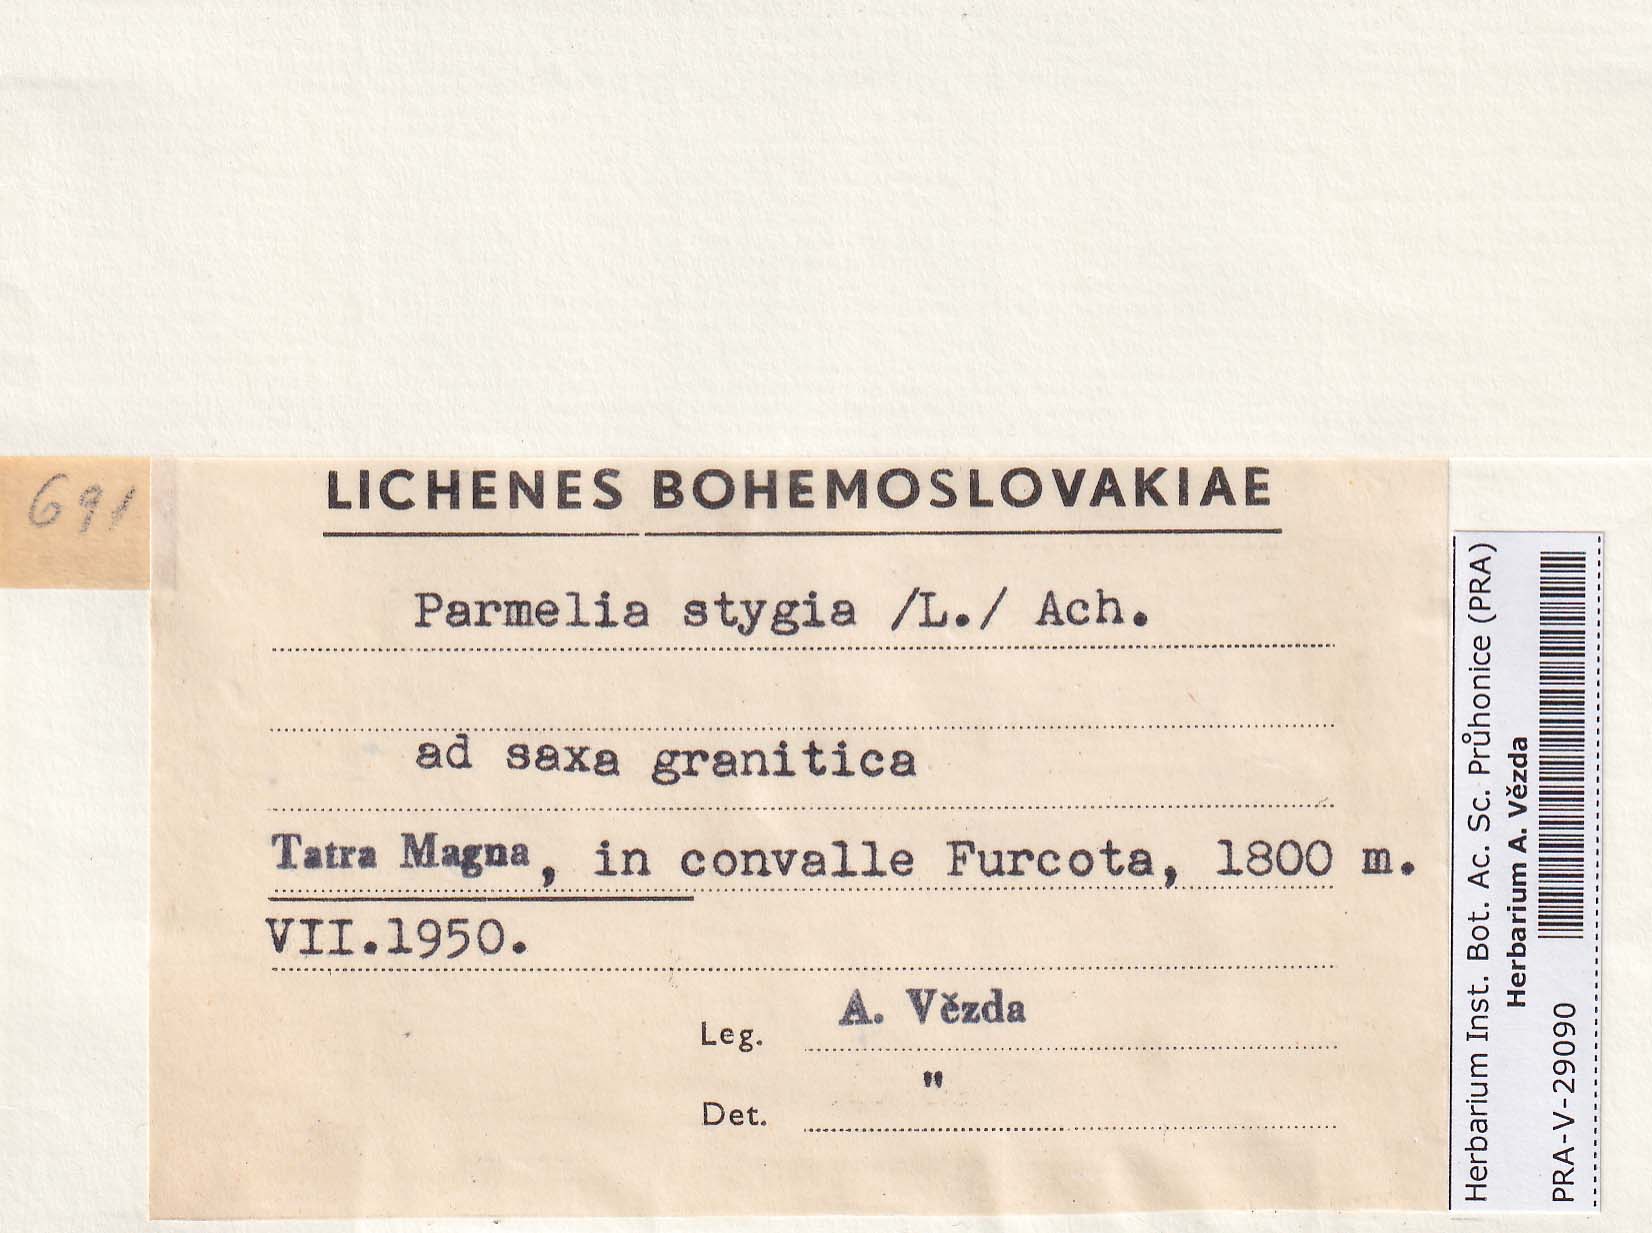 691
LICHENES BOHEMOSLOVAKIAE
Parmelia stygia /L./ Ach.
ad saxa granitica
Tatra Magna, in convalle Furcota, 1800 m.
VII.1950.
Leg. A. Vězda
Det. "
Herbarium Inst. Bot. Ac. Sc. Průhonice (PRA)
Herbarium A. Vězda
PRA-V-29090